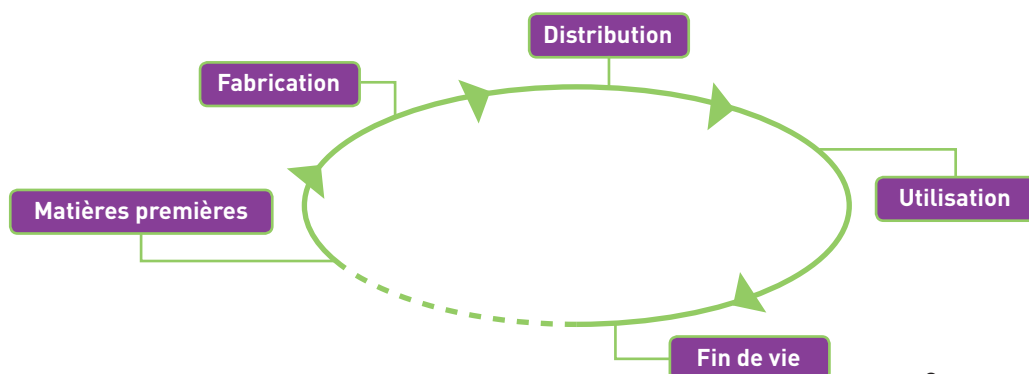 Distribution
Fabrication
Utilisation
Matières premières
Fin de vie